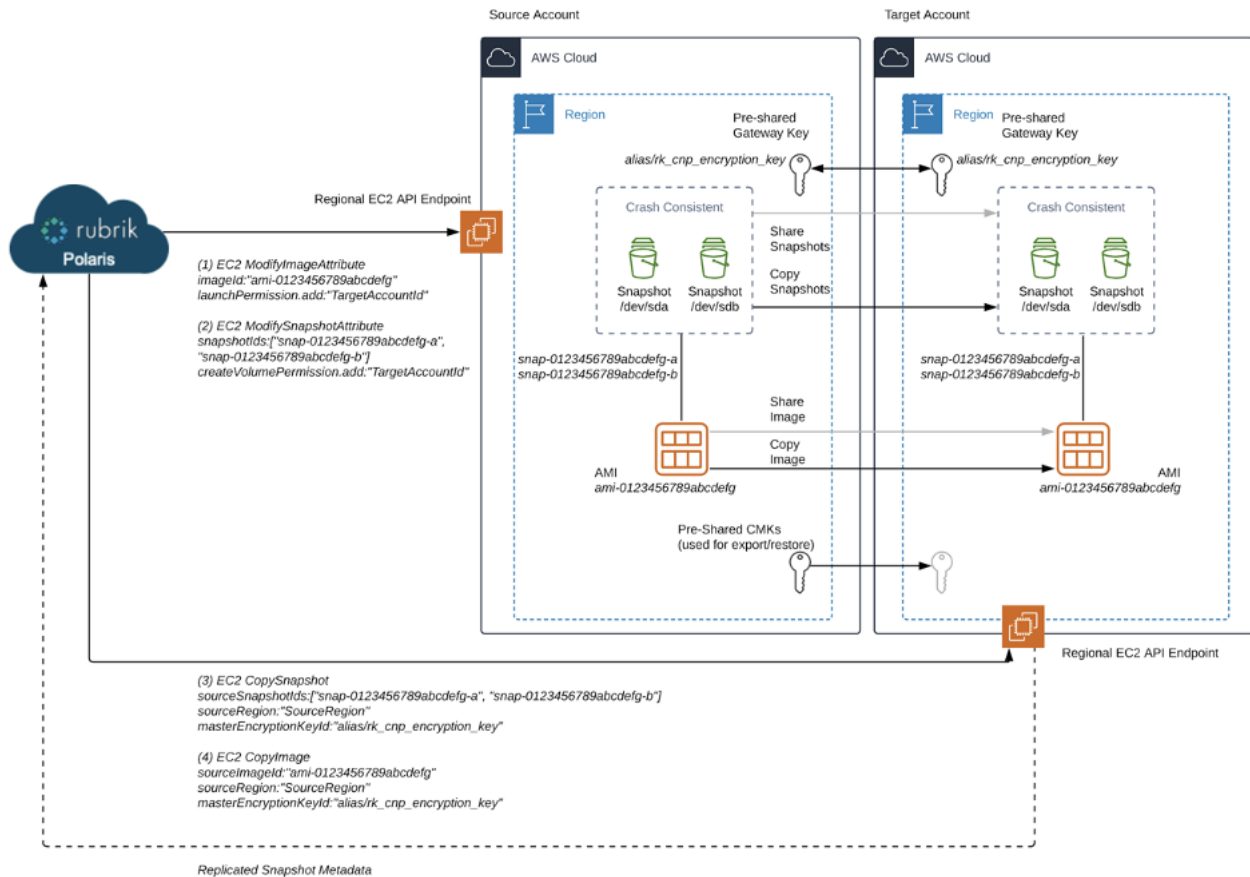 Source Account
Target Account
AWS Cloud
AWS Cloud
Region
Pre-shared
Gateway Key
alias/rk_cnp_encryption_key
Region
Pre-shared
Gateway Key
alias/rk_cnp_encryption_key
Regional EC2 API Endpoint
rubrik
Polaris
(1) EC2 ModifyImageAttribute
imageId:"ami-0123456789abcdefg"
launchPermission.add:"TargetAccountId"
(2) EC2 ModifySnapshotAttribute
snapshotIds:["snap-0123456789abcdefg-a",
"snap-0123456789abcdefg-b"]
createVolumePermission.add:"TargetAccountId"
Crash Consistent
Snapshot
/dev/sda
Snapshot
/dev/sdb
Share
Snapshots
Copy
Snapshots
Crash Consistent
Snapshot
/dev/sda
Snapshot
/dev/sdb
snap-0123456789abcdefg-a
snap-0123456789abcdefg-b
snap-0123456789abcdefg-a
snap-0123456789abcdefg-b
Share
Image
Copy
Image
AMI
ami-0123456789abcdefg
AMI
ami-0123456789abcdefg
Pre-Shared CMKs
(used for export/restore)
Regional EC2 API Endpoint
(3) EC2 CopySnapshot
sourceSnapshotIds:["snap-0123456789abcdefg-a", "snap-0123456789abcdefg-b"]
sourceRegion:"SourceRegion"
masterEncryptionKeyId:"alias/rk_cnp_encryption_key"
(4) EC2 CopyImage
sourceImageId:"ami-0123456789abcdefg"
sourceRegion:"SourceRegion"
masterEncryptionKeyId:"alias/rk_cnp_encryption_key"
Replicated Snapshot Metadata